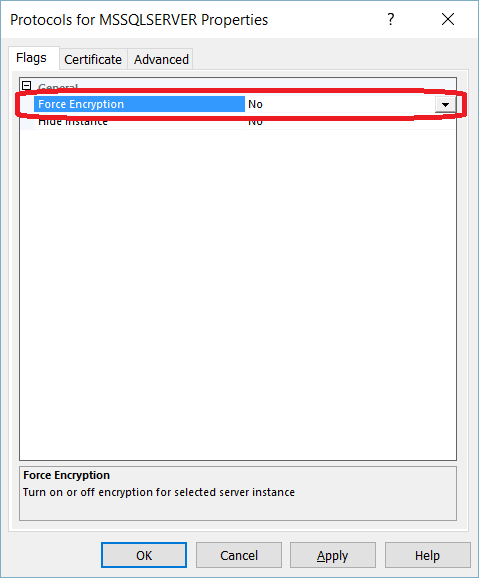 Protocols for MSSQLSERVER Properties
Flags Certificate Advanced
General
Force Encryption No
Hide Instance No
Force Encryption
Turn on or off encryption for selected server instance
OK Cancel Apply Help